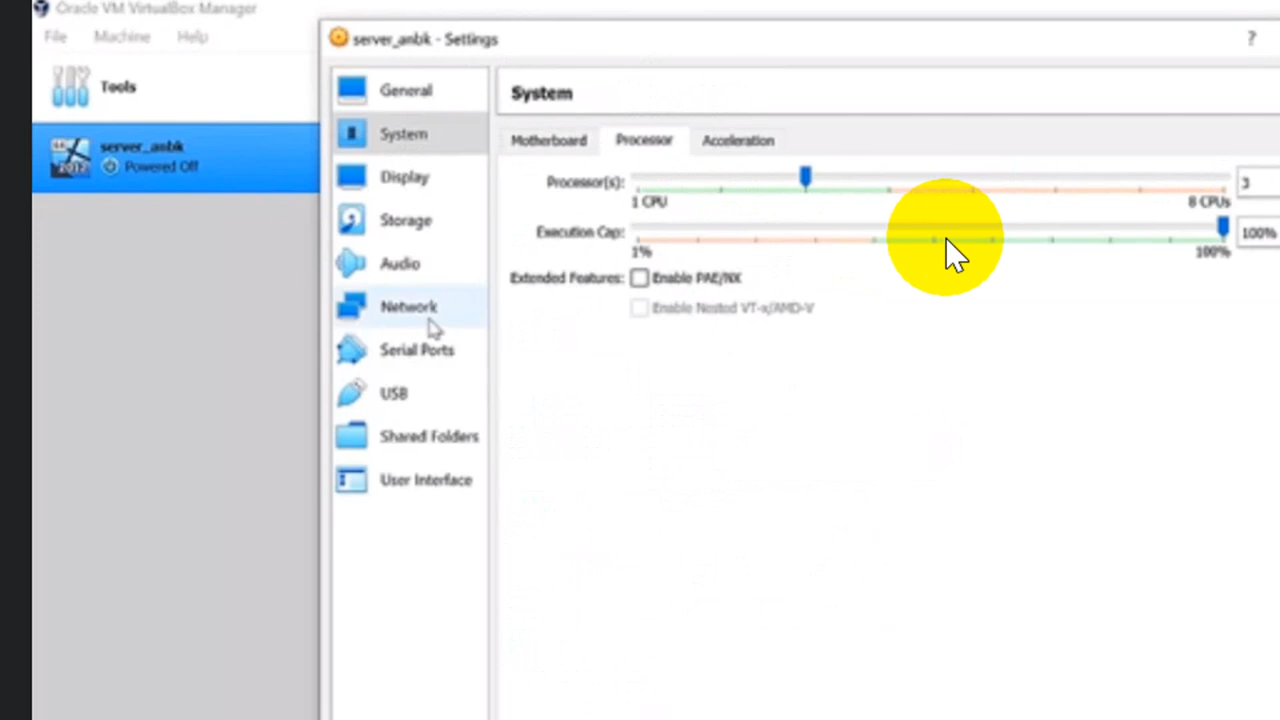 Oracle VM VirtualBox Manager
File Machine Help
server_anbk - Settings
?
Tools
server_anbk
Powered Off
General
System
Display
Storage
Audio
Network
Serial Ports
USB
Shared Folders
User Interface
System
Motherboard Processor Acceleration
Processor(s): 3
1 CPU 8 CPUs
Execution Cap: 100%
1% 100%
Extended Features: Enable PAE/NX
Enable Nested VT-x/AMD-V